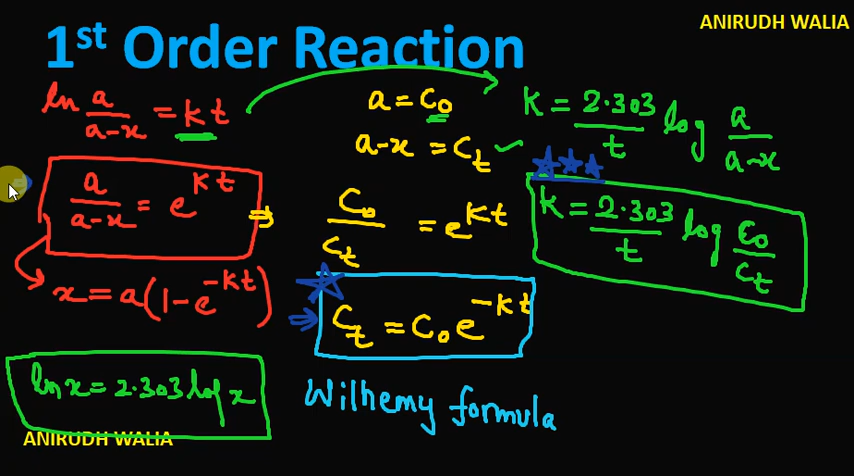 ANIRUDH WALIA
1st Order Reaction
ln a/(a-x) = kt
a = C₀
a-x = Cₜ ✓
k = 2.303/t log a/(a-x)
a/(a-x) = e^(kt)
⇒ C₀/Cₜ = e^(kt)
k = 2.303/t log C₀/Cₜ
x = a(1-e^(-kt))
Cₜ = C₀e^(-kt)
ln x = 2.303 log x
Wilhemy formula
ANIRUDH WALIA